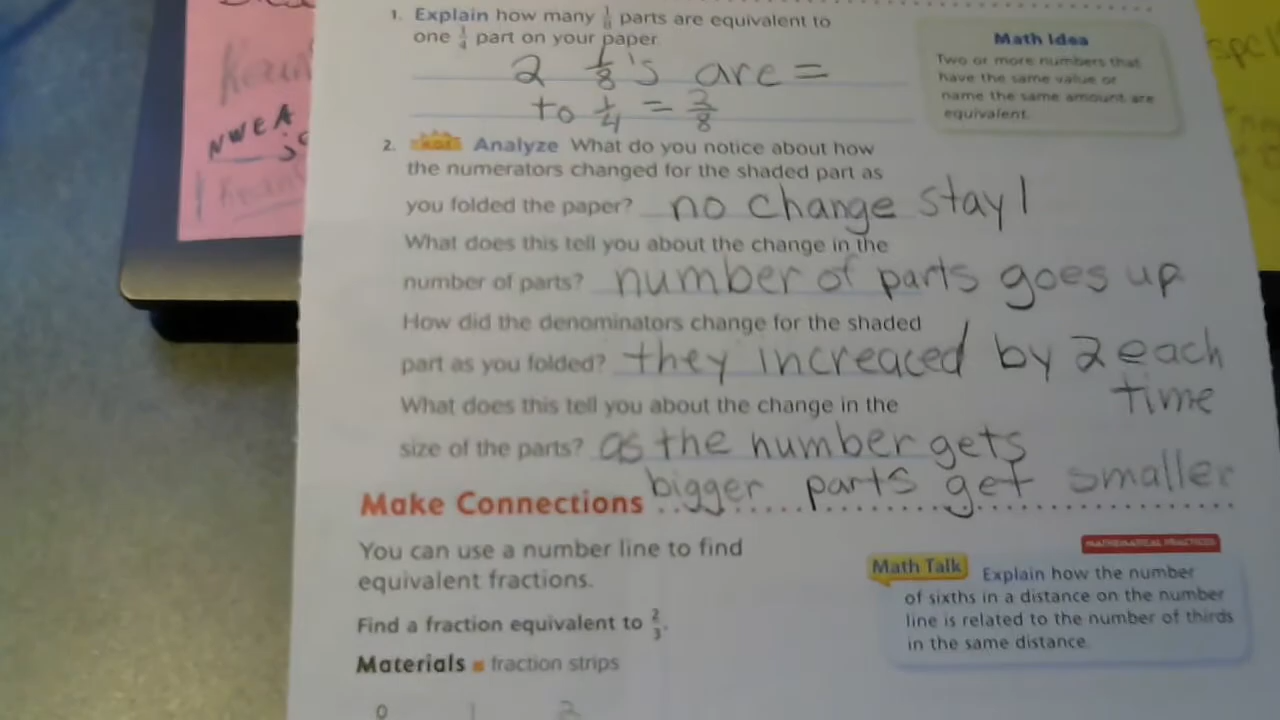 1. Explain how many 1/8 parts are equivalent to
one 1/4 part on your paper.
2 1/8's are =
to 1/4 = 2/8
Math Idea
Two or more numbers that
have the same value or
name the same amount are
equivalent.
NWEA
2. Analyze What do you notice about how
the numerators changed for the shaded part as
you folded the paper? no change stay 1
What does this tell you about the change in the
number of parts? number of parts goes up
How did the denominators change for the shaded
part as you folded? they increaced by 2 each
time
What does this tell you about the change in the
size of the parts? as the number gets
bigger parts get smaller
Make Connections
You can use a number line to find
equivalent fractions.
Find a fraction equivalent to 2/3.
Materials ■ fraction strips
MATHEMATICAL PRACTICES
Math Talk Explain how the number
of sixths in a distance on the number
line is related to the number of thirds
in the same distance.
0 1 2